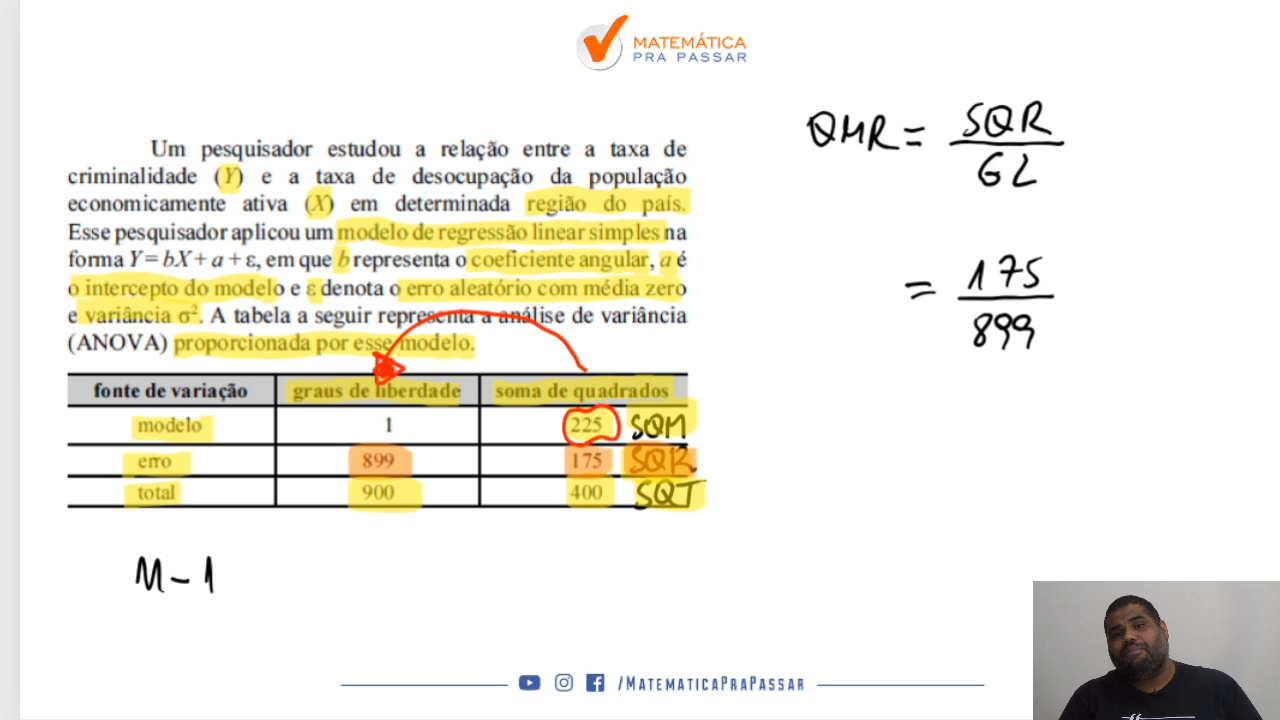 MATEMÁTICA
PRA PASSAR
Um pesquisador estudou a relação entre a taxa de
criminalidade (Y) e a taxa de desocupação da população
economicamente ativa (X) em determinada região do país.
Esse pesquisador aplicou um modelo de regressão linear simples na
forma Y = bX + a + ε, em que b representa o coeficiente angular, a é
o intercepto do modelo e ε denota o erro aleatório com média zero
e variância σ². A tabela a seguir representa a análise de variância
(ANOVA) proporcionada por esse modelo.
fonte de variação graus de liberdade soma de quadrados
modelo 1 225 SQM
erro 899 175 SQR
total 900 400 SQT
M - 1
QMR = SQR
GL
= 175
899
/MATEMATICAPRAPASSAR